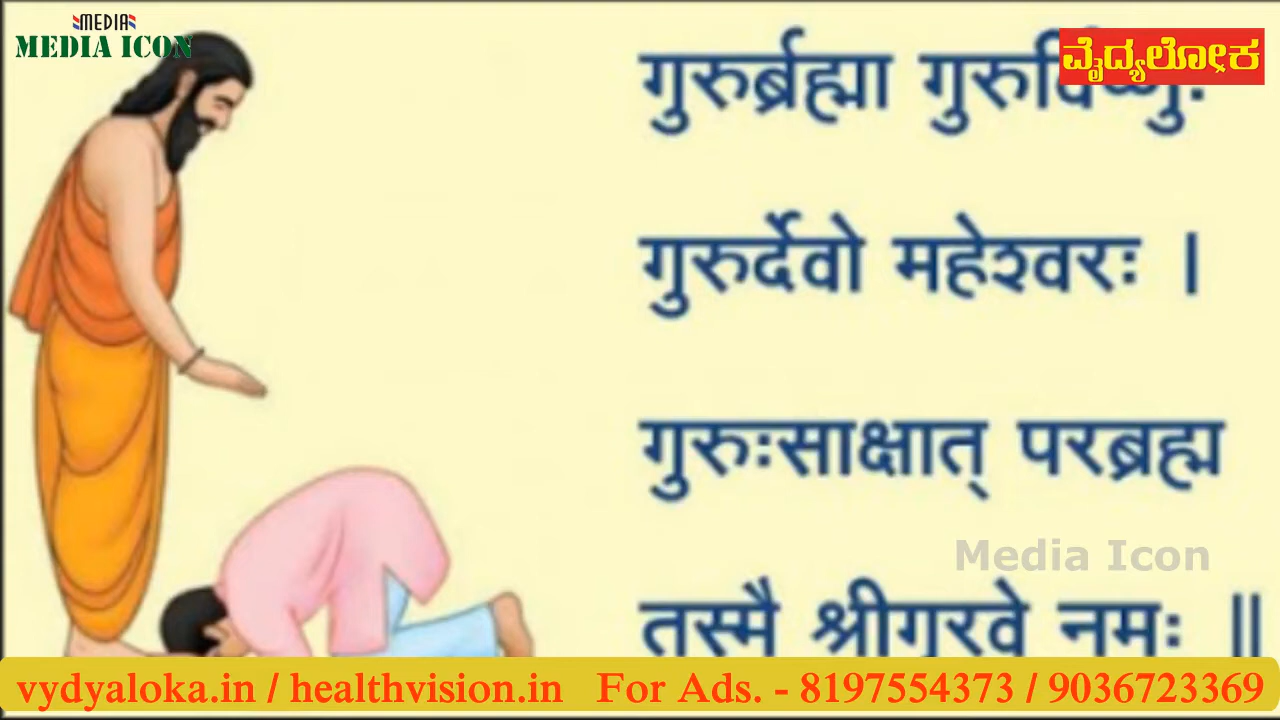 MEDIA
MEDIA ICON
ವೈದ್ಯಲೋಕ
गुरुर्ब्रह्मा
गुरुर्देवो महेश्वरः ।
गुरुःसाक्षात् परब्रह्म
Media Icon
तस्मै श्रीगुरवे नमः ॥
vydyaloka.in / healthvision.in For Ads. - 8197554373 / 9036723369